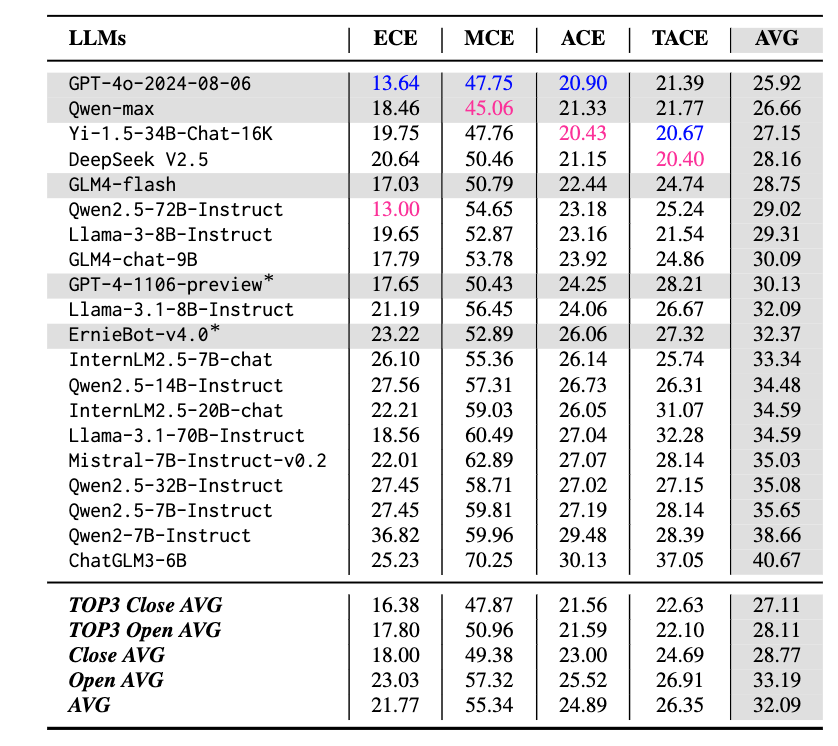 LLMs ECE MCE ACE TACE AVG
GPT-4o-2024-08-06 13.64 47.75 20.90 21.39 25.92
Qwen-max 18.46 45.06 21.33 21.77 26.66
Yi-1.5-34B-Chat-16K 19.75 47.76 20.43 20.67 27.15
DeepSeek V2.5 20.64 50.46 21.15 20.40 28.16
GLM4-flash 17.03 50.79 22.44 24.74 28.75
Qwen2.5-72B-Instruct 13.00 54.65 23.18 25.24 29.02
Llama-3-8B-Instruct 19.65 52.87 23.16 21.54 29.31
GLM4-chat-9B 17.79 53.78 23.92 24.86 30.09
GPT-4-1106-preview* 17.65 50.43 24.25 28.21 30.13
Llama-3.1-8B-Instruct 21.19 56.45 24.06 26.67 32.09
ErnieBot-v4.0* 23.22 52.89 26.06 27.32 32.37
InternLM2.5-7B-chat 26.10 55.36 26.14 25.74 33.34
Qwen2.5-14B-Instruct 27.56 57.31 26.73 26.31 34.48
InternLM2.5-20B-chat 22.21 59.03 26.05 31.07 34.59
Llama-3.1-70B-Instruct 18.56 60.49 27.04 32.28 34.59
Mistral-7B-Instruct-v0.2 22.01 62.89 27.07 28.14 35.03
Qwen2.5-32B-Instruct 27.45 58.71 27.02 27.15 35.08
Qwen2.5-7B-Instruct 27.45 59.81 27.19 28.14 35.65
Qwen2-7B-Instruct 36.82 59.96 29.48 28.39 38.66
ChatGLM3-6B 25.23 70.25 30.13 37.05 40.67
TOP3 Close AVG 16.38 47.87 21.56 22.63 27.11
TOP3 Open AVG 17.80 50.96 21.59 22.10 28.11
Close AVG 18.00 49.38 23.00 24.69 28.77
Open AVG 23.03 57.32 25.52 26.91 33.19
AVG 21.77 55.34 24.89 26.35 32.09